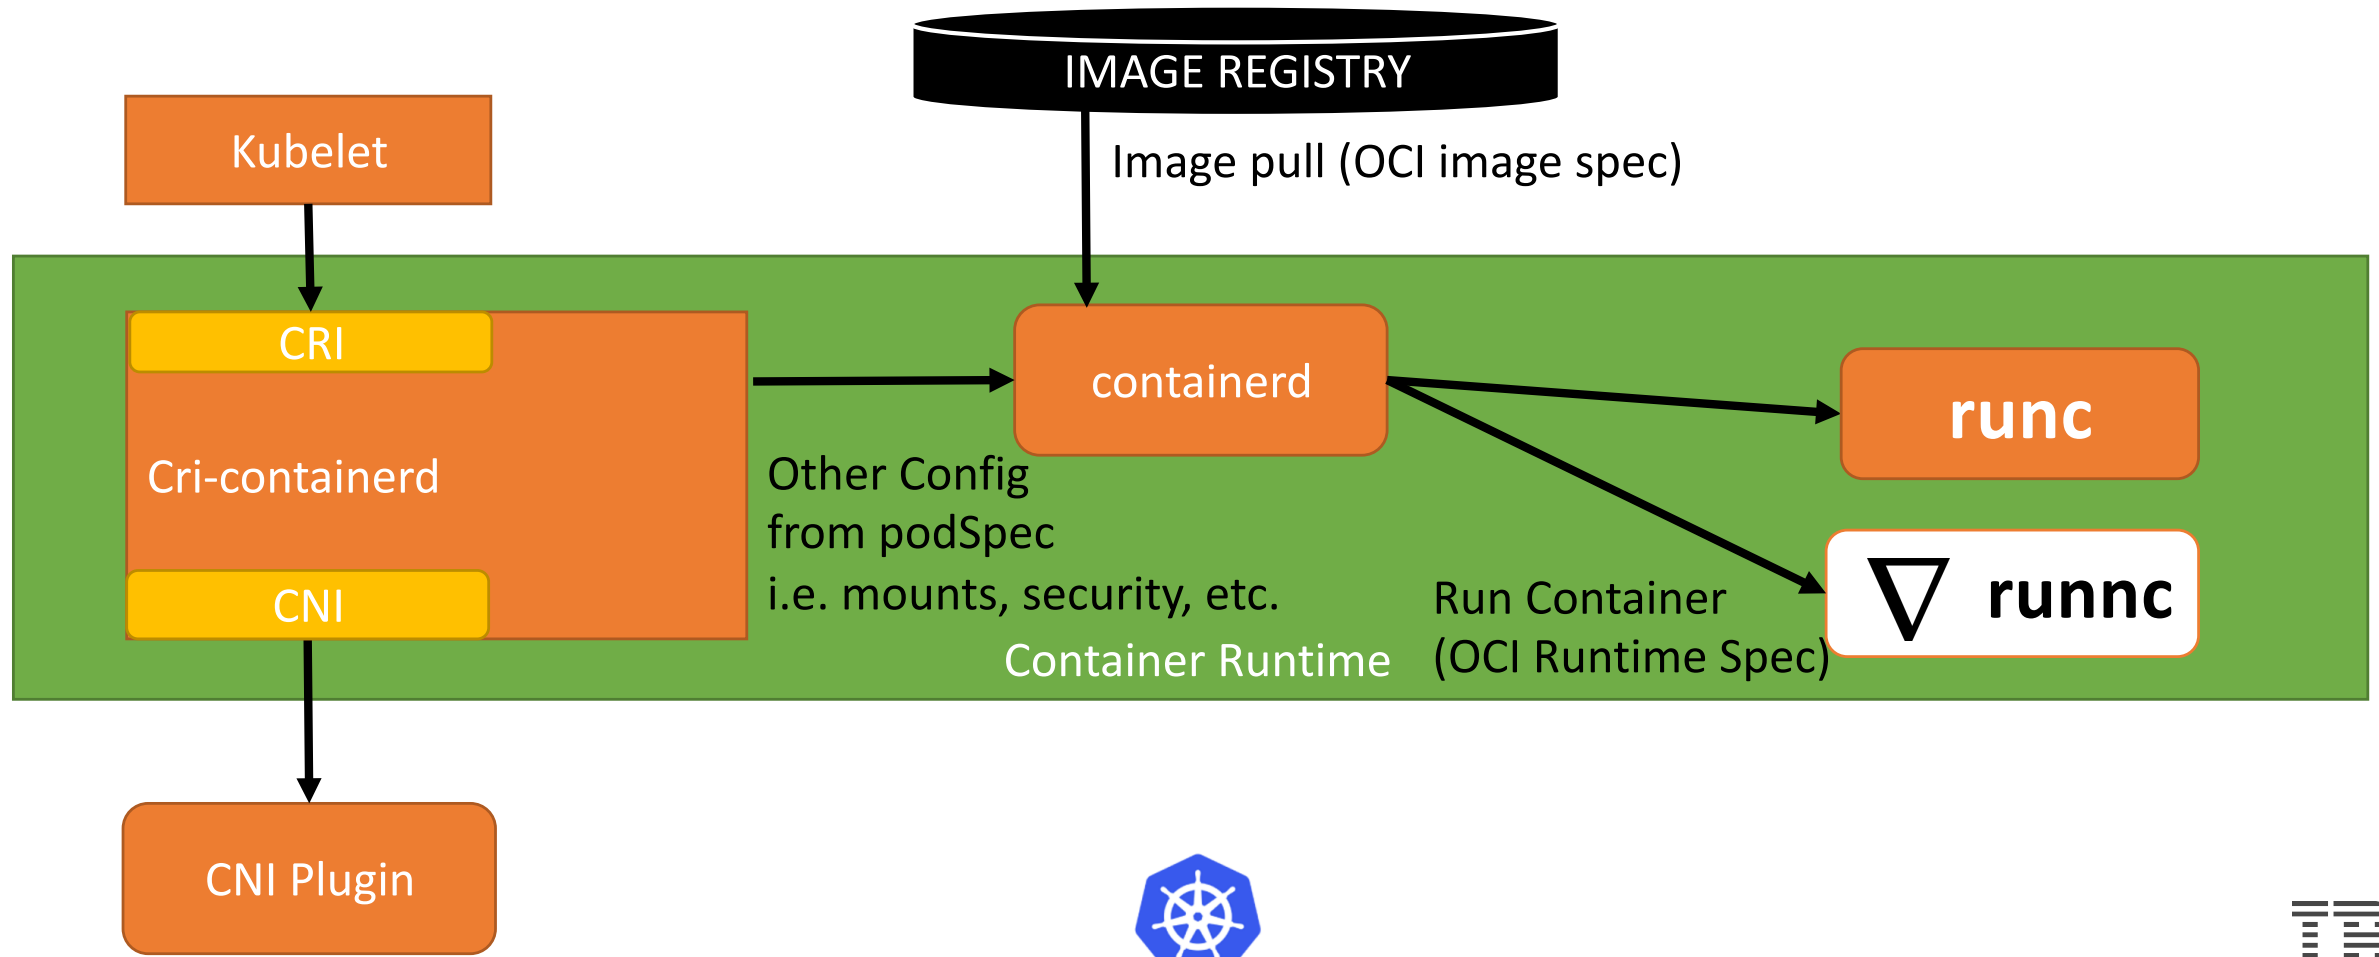 IMAGE REGISTRY
Kubelet
Image pull (OCI image spec)
CRI
containerd
runc
Cri-containerd
Other Config
from podSpec
i.e. mounts, security, etc.
CNI
Run Container
(OCI Runtime Spec)
runnc
Container Runtime
CNI Plugin